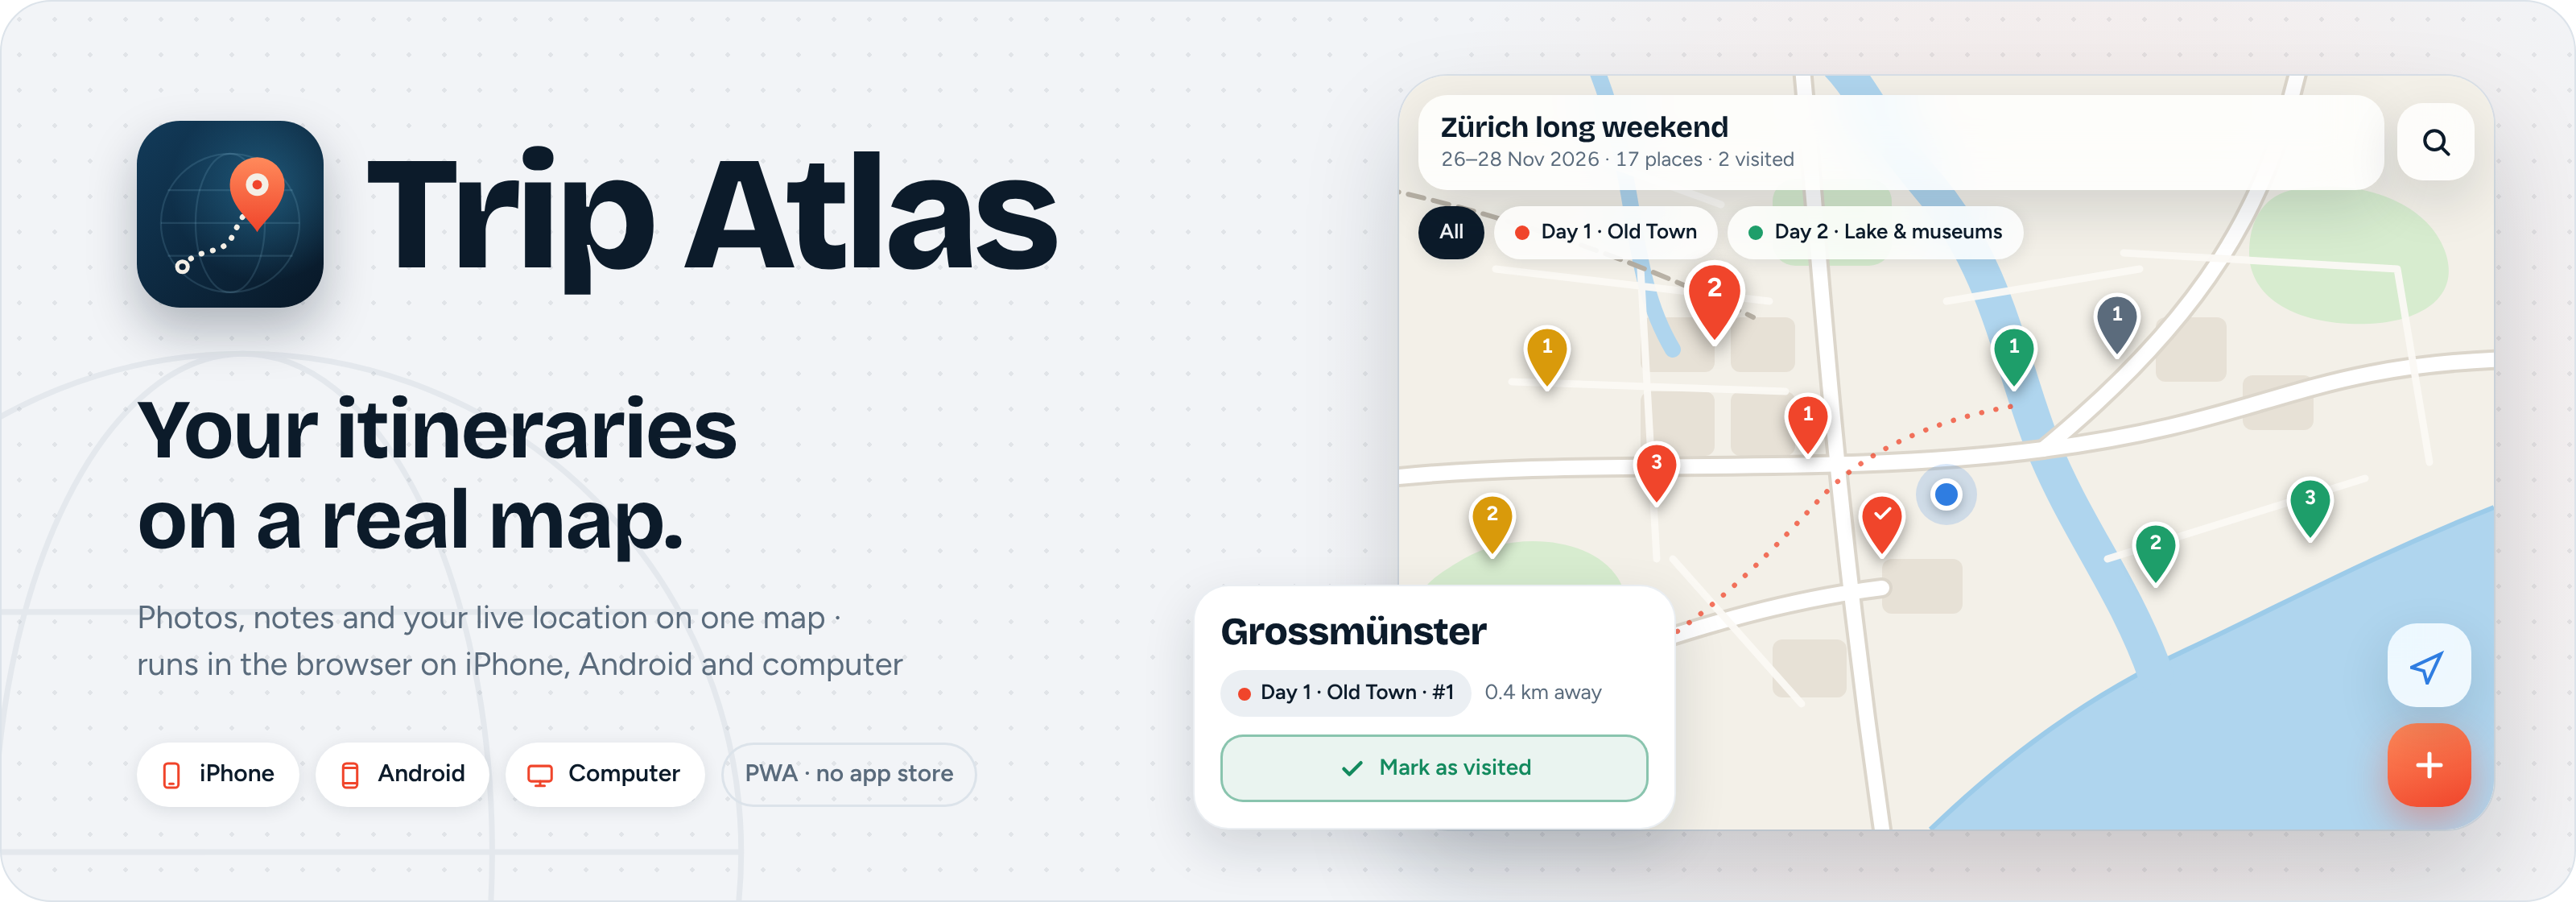 Trip Atlas
Your itineraries
on a real map.
Photos, notes and your live location on one map ·
runs in the browser on iPhone, Android and computer
iPhone
Android
Computer
PWA · no app store
Zürich long weekend
26–28 Nov 2026 · 17 places · 2 visited
All
Day 1 · Old Town
Day 2 · Lake & museums
2
1
1
1
1
3
2
3
2
Grossmünster
Day 1 · Old Town · #1
0.4 km away
Mark as visited